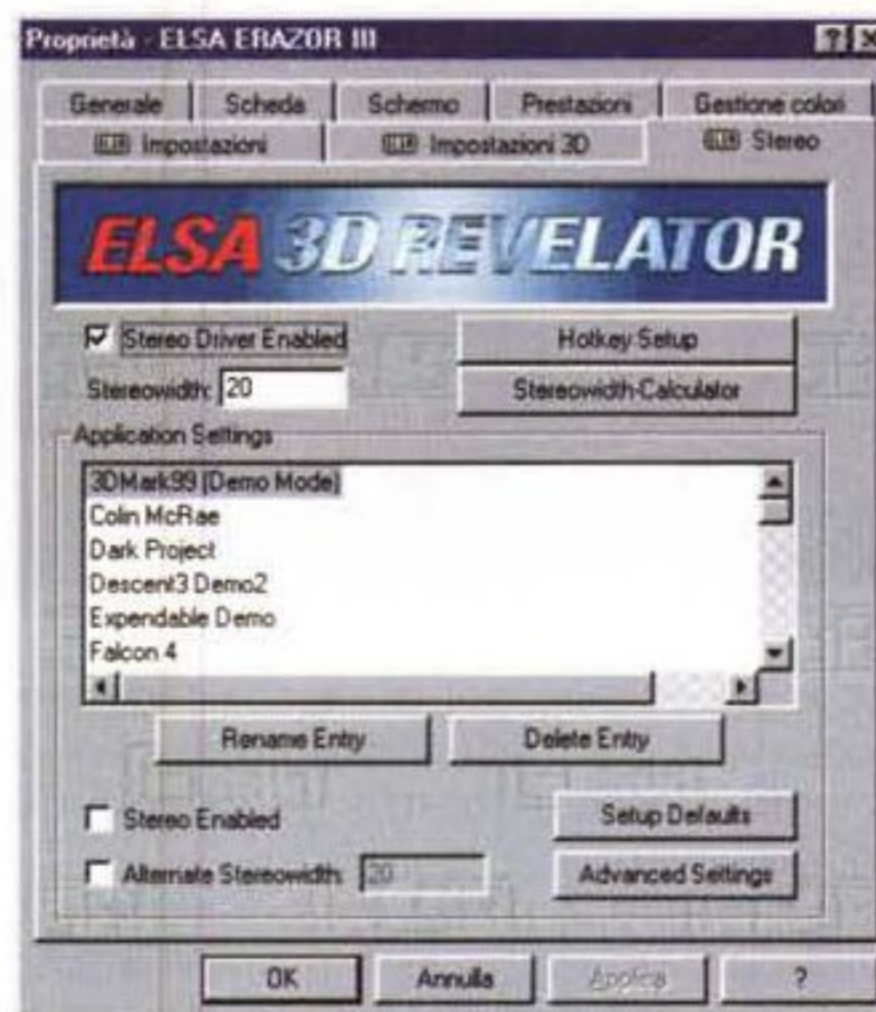 Proprietà - ELSA ERAZOR III
Generale
Scheda
Schermo
Prestazioni
Gestione colori
Impostazioni
Impostazioni 3D
Stereo
ELSA 3D REVELATOR
Stereo Driver Enabled
Hotkey Setup
Stereowidth: 20
Stereowidth-Calculator
Application Settings
3DMark99 (Demo Mode)
Colin McRae
Dark Project
Descent3 Demo2
Expendable Demo
Falcon 4
Rename Entry
Delete Entry
Stereo Enabled
Setup Defaults
Alternate Stereowidth: 20
Advanced Settings
OK
Annulla
Applica
?